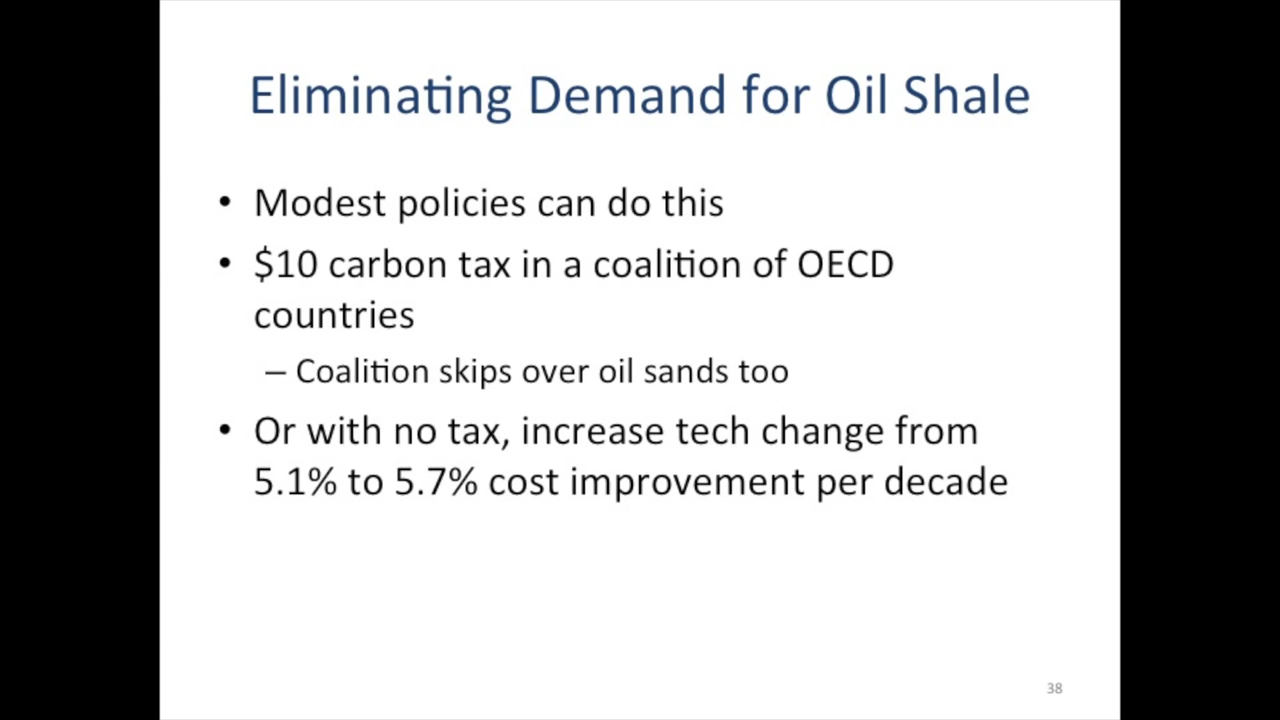 Eliminating Demand for Oil Shale
• Modest policies can do this
• $10 carbon tax in a coalition of OECD
countries
– Coalition skips over oil sands too
• Or with no tax, increase tech change from
5.1% to 5.7% cost improvement per decade
38